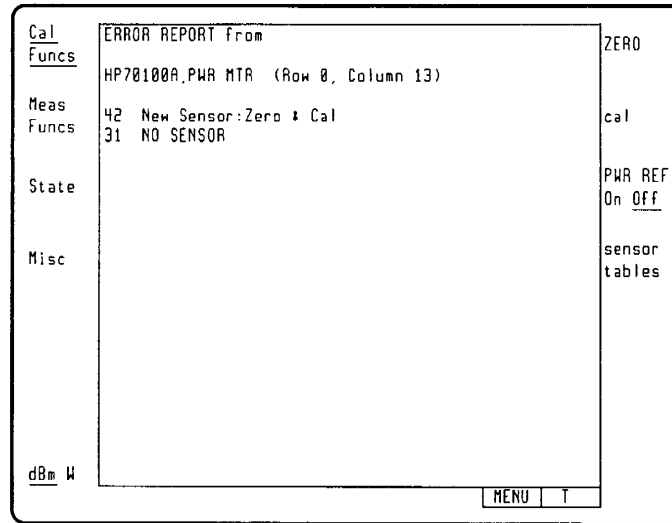 Cal
Funcs
Meas
Funcs
State
Misc
dBm W
ERROR REPORT from
HP70100A,PWR MTR (Row 0, Column 13)
42 New Sensor:Zero & Cal
31 NO SENSOR
ZERO
cal
PWR REF
On Off
sensor
tables
MENU T